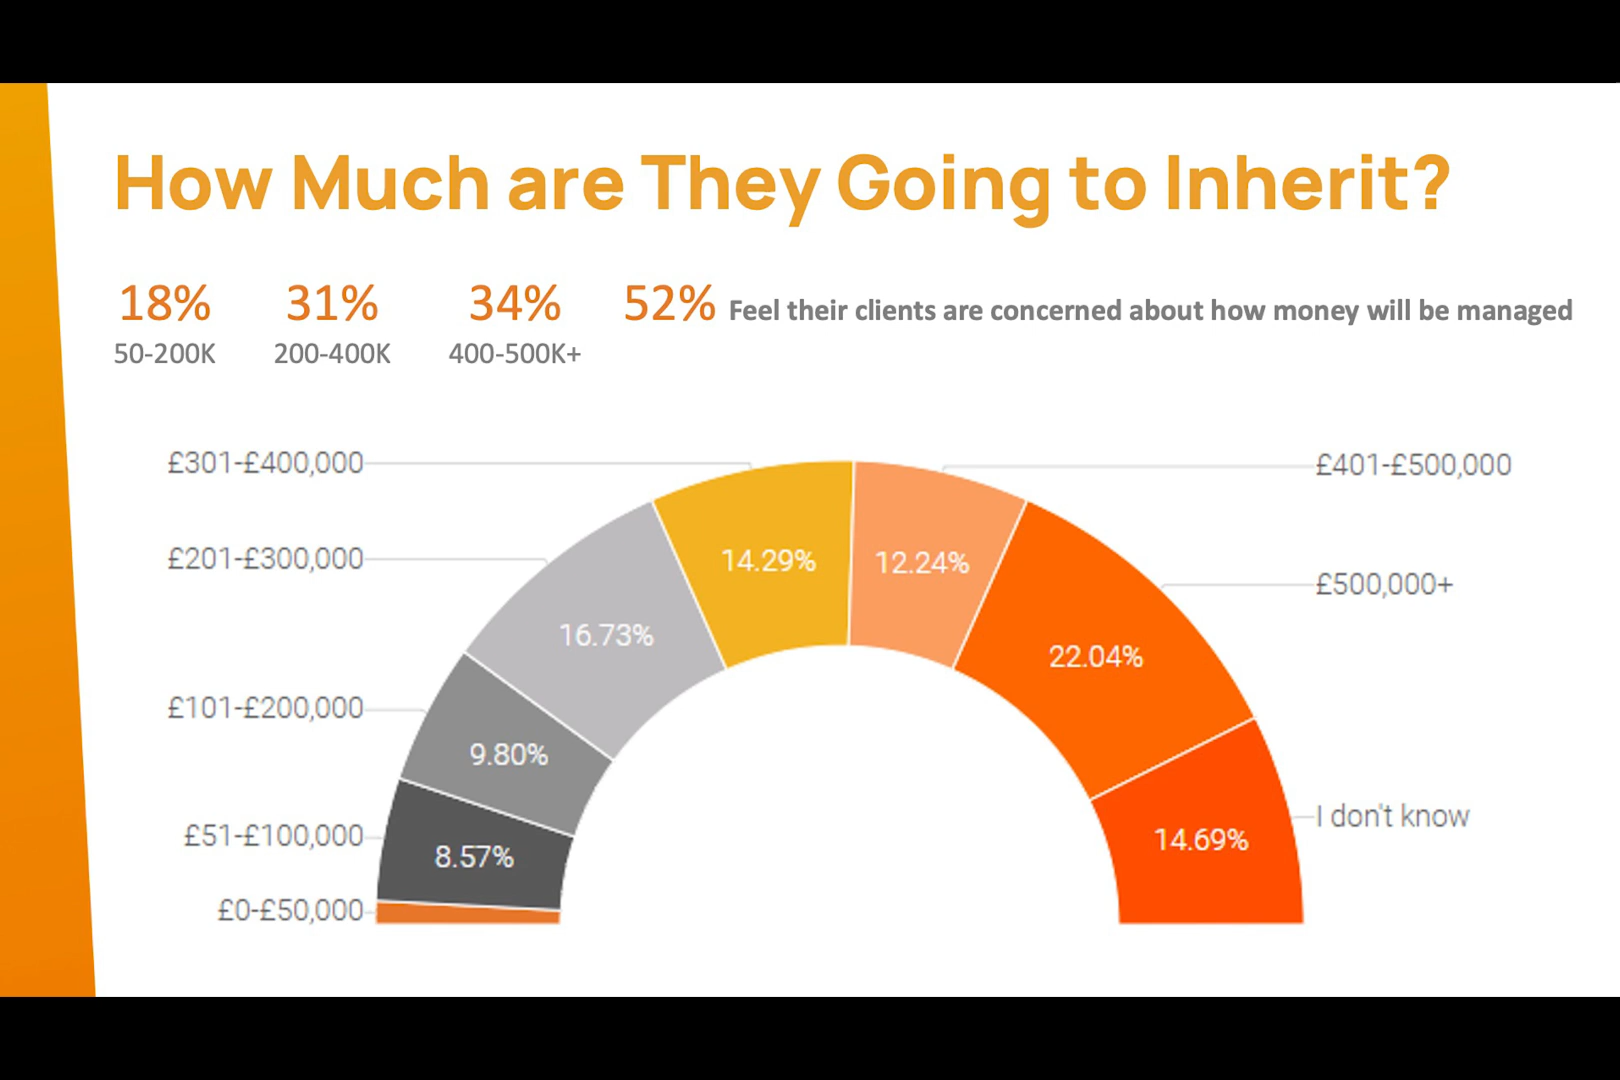 How Much are They Going to Inherit?
18% 31% 34% 52% Feel their clients are concerned about how money will be managed
50-200K 200-400K 400-500K+
£301-£400,000 £401-£500,000
£201-£300,000 14.29% 12.24% £500,000+
16.73% 22.04%
£101-£200,000
9.80%
£51-£100,000 8.57% 14.69% I don't know
£0-£50,000